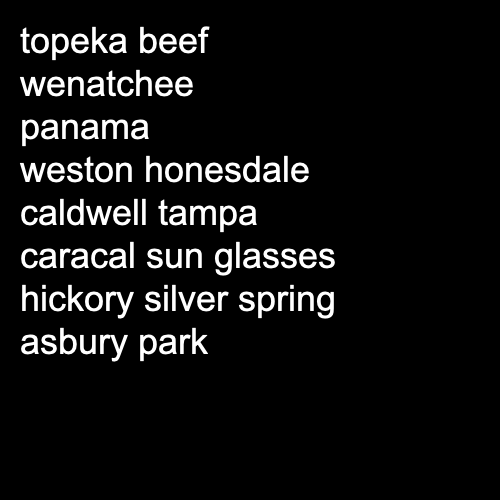 topeka beef
wenatchee
panama
weston honesdale
caldwell tampa
caracal sun glasses
hickory silver spring
asbury park